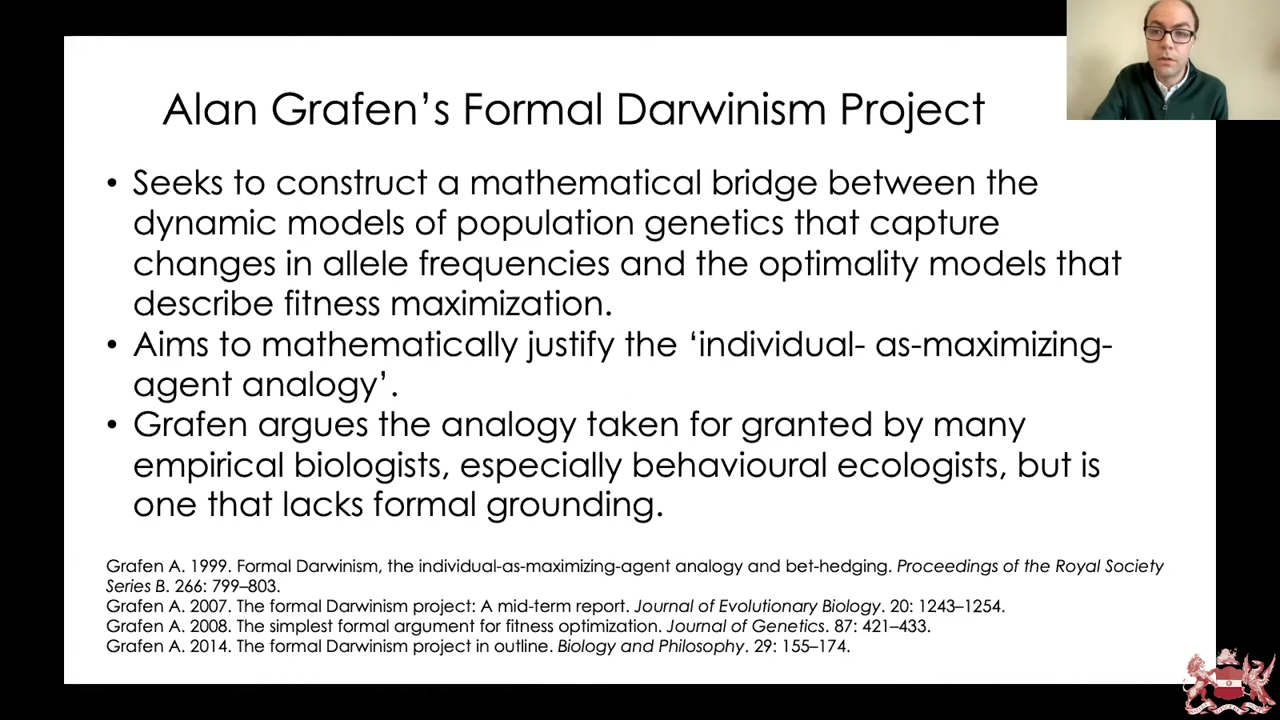 Alan Grafen’s Formal Darwinism Project
• Seeks to construct a mathematical bridge between the
dynamic models of population genetics that capture
changes in allele frequencies and the optimality models that
describe fitness maximization.
• Aims to mathematically justify the ‘individual- as-maximizing-
agent analogy’.
• Grafen argues the analogy taken for granted by many
empirical biologists, especially behavioural ecologists, but is
one that lacks formal grounding.
Grafen A. 1999. Formal Darwinism, the individual-as-maximizing-agent analogy and bet-hedging. Proceedings of the Royal Society
Series B. 266: 799–803.
Grafen A. 2007. The formal Darwinism project: A mid-term report. Journal of Evolutionary Biology. 20: 1243–1254.
Grafen A. 2008. The simplest formal argument for fitness optimization. Journal of Genetics. 87: 421–433.
Grafen A. 2014. The formal Darwinism project in outline. Biology and Philosophy. 29: 155–174.